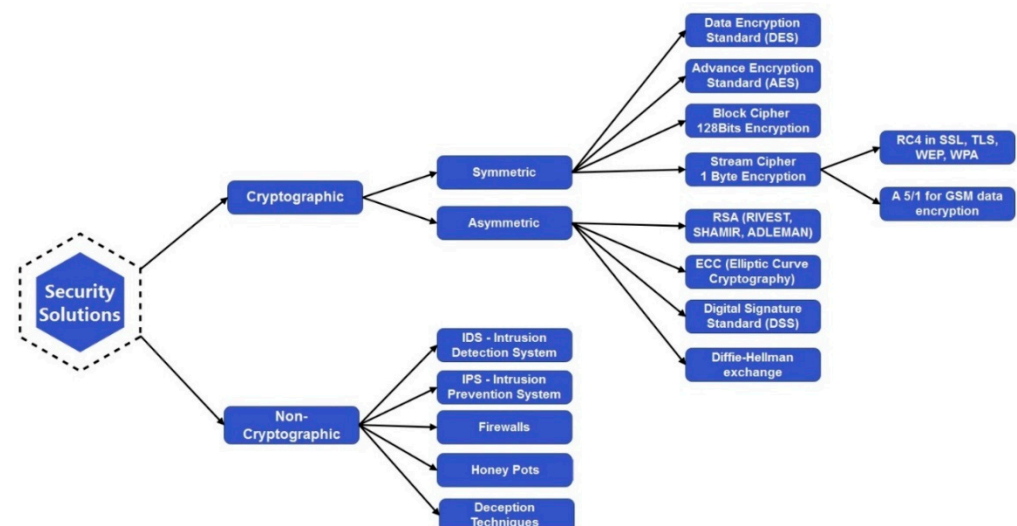 Data Encryption
Standard (DES)
Advance Encryption
Standard (AES)
Block Cipher
128Bits Encryption
RC4 in SSL, TLS,
WEP, WPA
Symmetric
Stream Cipher
1 Byte Encryption
Cryptographic
A 5/1 for GSM data
encryption
Asymmetric
RSA (RIVEST,
SHAMIR, ADLEMAN)
ECC (Elliptic Curve
Cryptography)
Security
Solutions
Digital Signature
Standard (DSS)
IDS - Intrusion
Detection System
Diffie-Hellman
exchange
IPS - Intrusion
Prevention System
Non-
Cryptographic
Firewalls
Honey Pots
Deception
Techniques